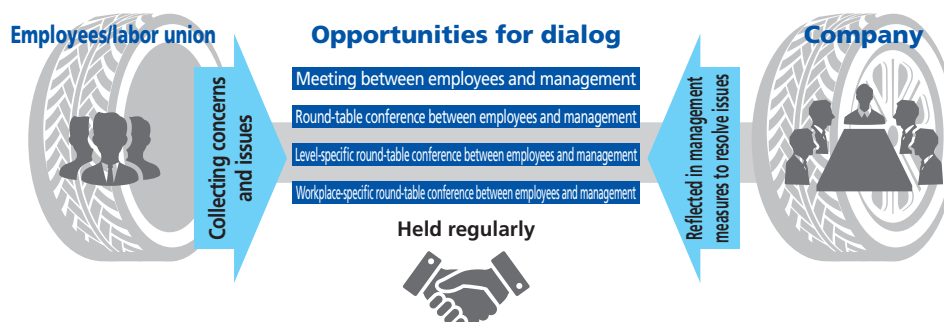 Employees/labor union
Opportunities for dialog
Company
Collecting concerns
and issues
Meeting between employees and management
Round-table conference between employees and management
Level-specific round-table conference between employees and management
Workplace-specific round-table conference between employees and management
Held regularly
Reflected in management
measures to resolve issues